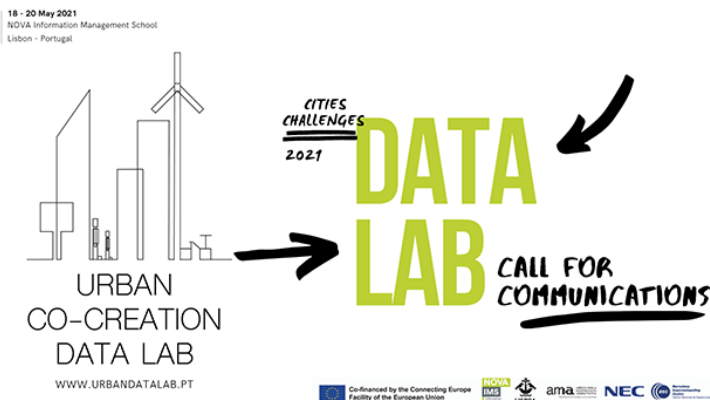 18 - 20 May 2021
NOVA Information Management School
Lisbon - Portugal
CITIES
CHALLENGES
2021
DATA
LAB
CALL FOR
COMMUNICATIONS
URBAN
CO-CREATION
DATA LAB
WWW.URBANDATALAB.PT
Co-financed by the Connecting Europe
Facility of the European Union
NOVA
IMS
LISBOA
ama
NEC
BSC